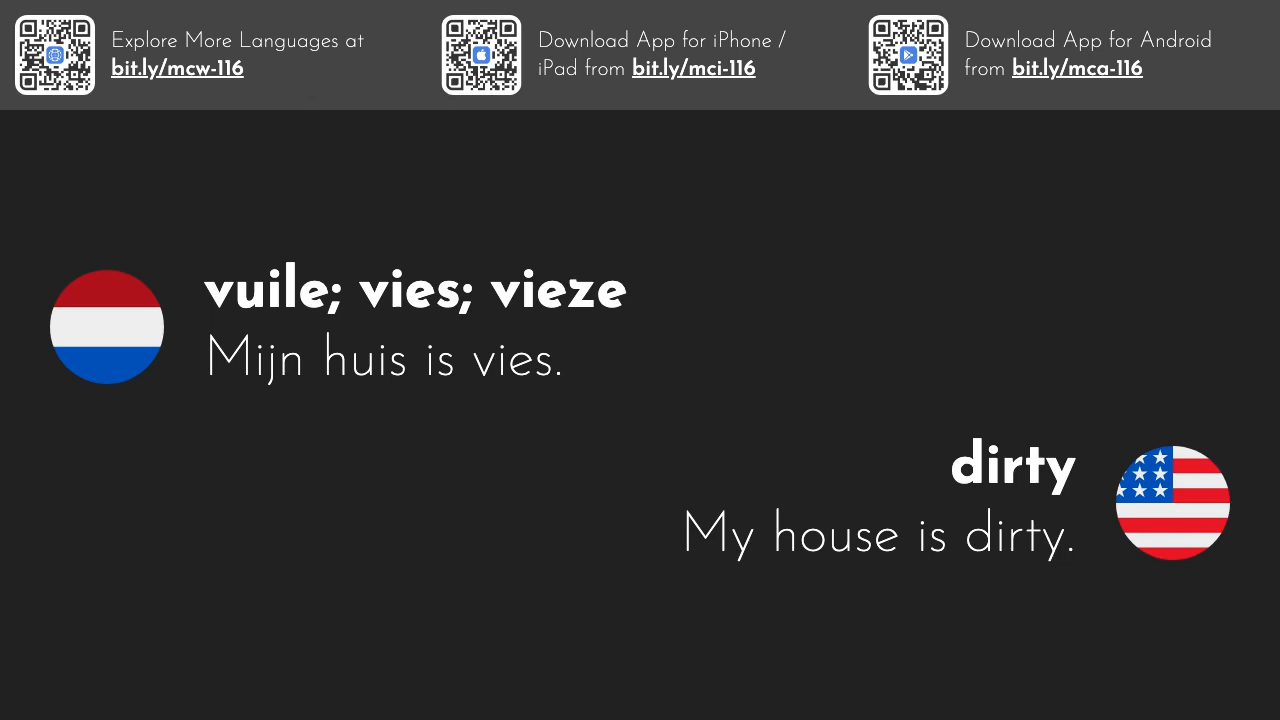 Explore More Languages at
bit.ly/mcw-116
Download App for iPhone /
iPad from bit.ly/mci-116
Download App for Android
from bit.ly/mca-116
vuile; vies; vieze
Mijn huis is vies.
dirty
My house is dirty.